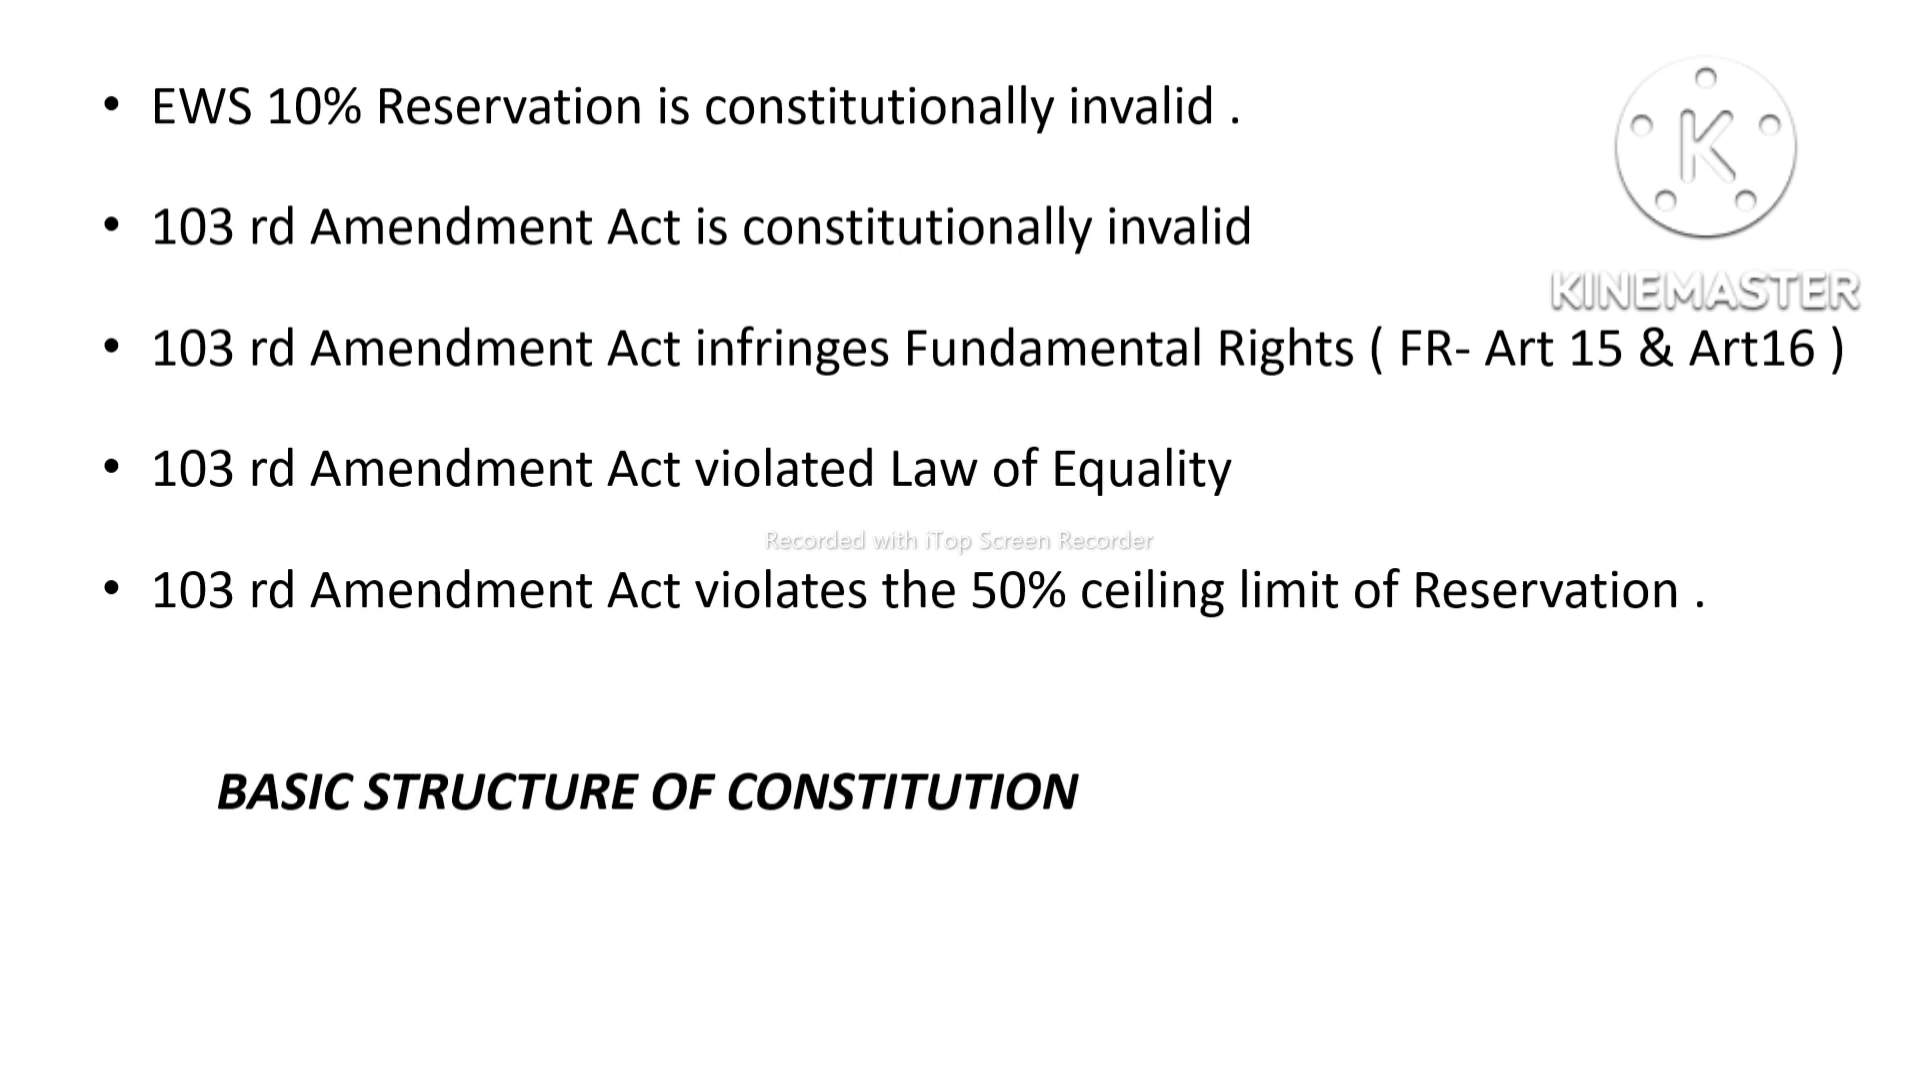 • EWS 10% Reservation is constitutionally invalid .
• 103 rd Amendment Act is constitutionally invalid
K
KINEMASTER
• 103 rd Amendment Act infringes Fundamental Rights ( FR- Art 15 & Art16 )
• 103 rd Amendment Act violated Law of Equality
Recorded with iTop Screen Recorder
• 103 rd Amendment Act violates the 50% ceiling limit of Reservation .
BASIC STRUCTURE OF CONSTITUTION